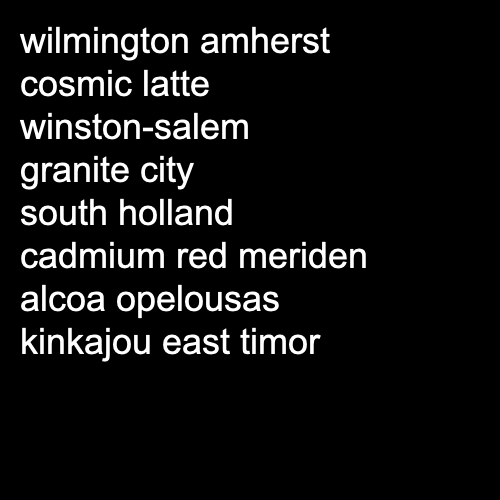 wilmington amherst
cosmic latte
winston-salem
granite city
south holland
cadmium red meriden
alcoa opelousas
kinkajou east timor